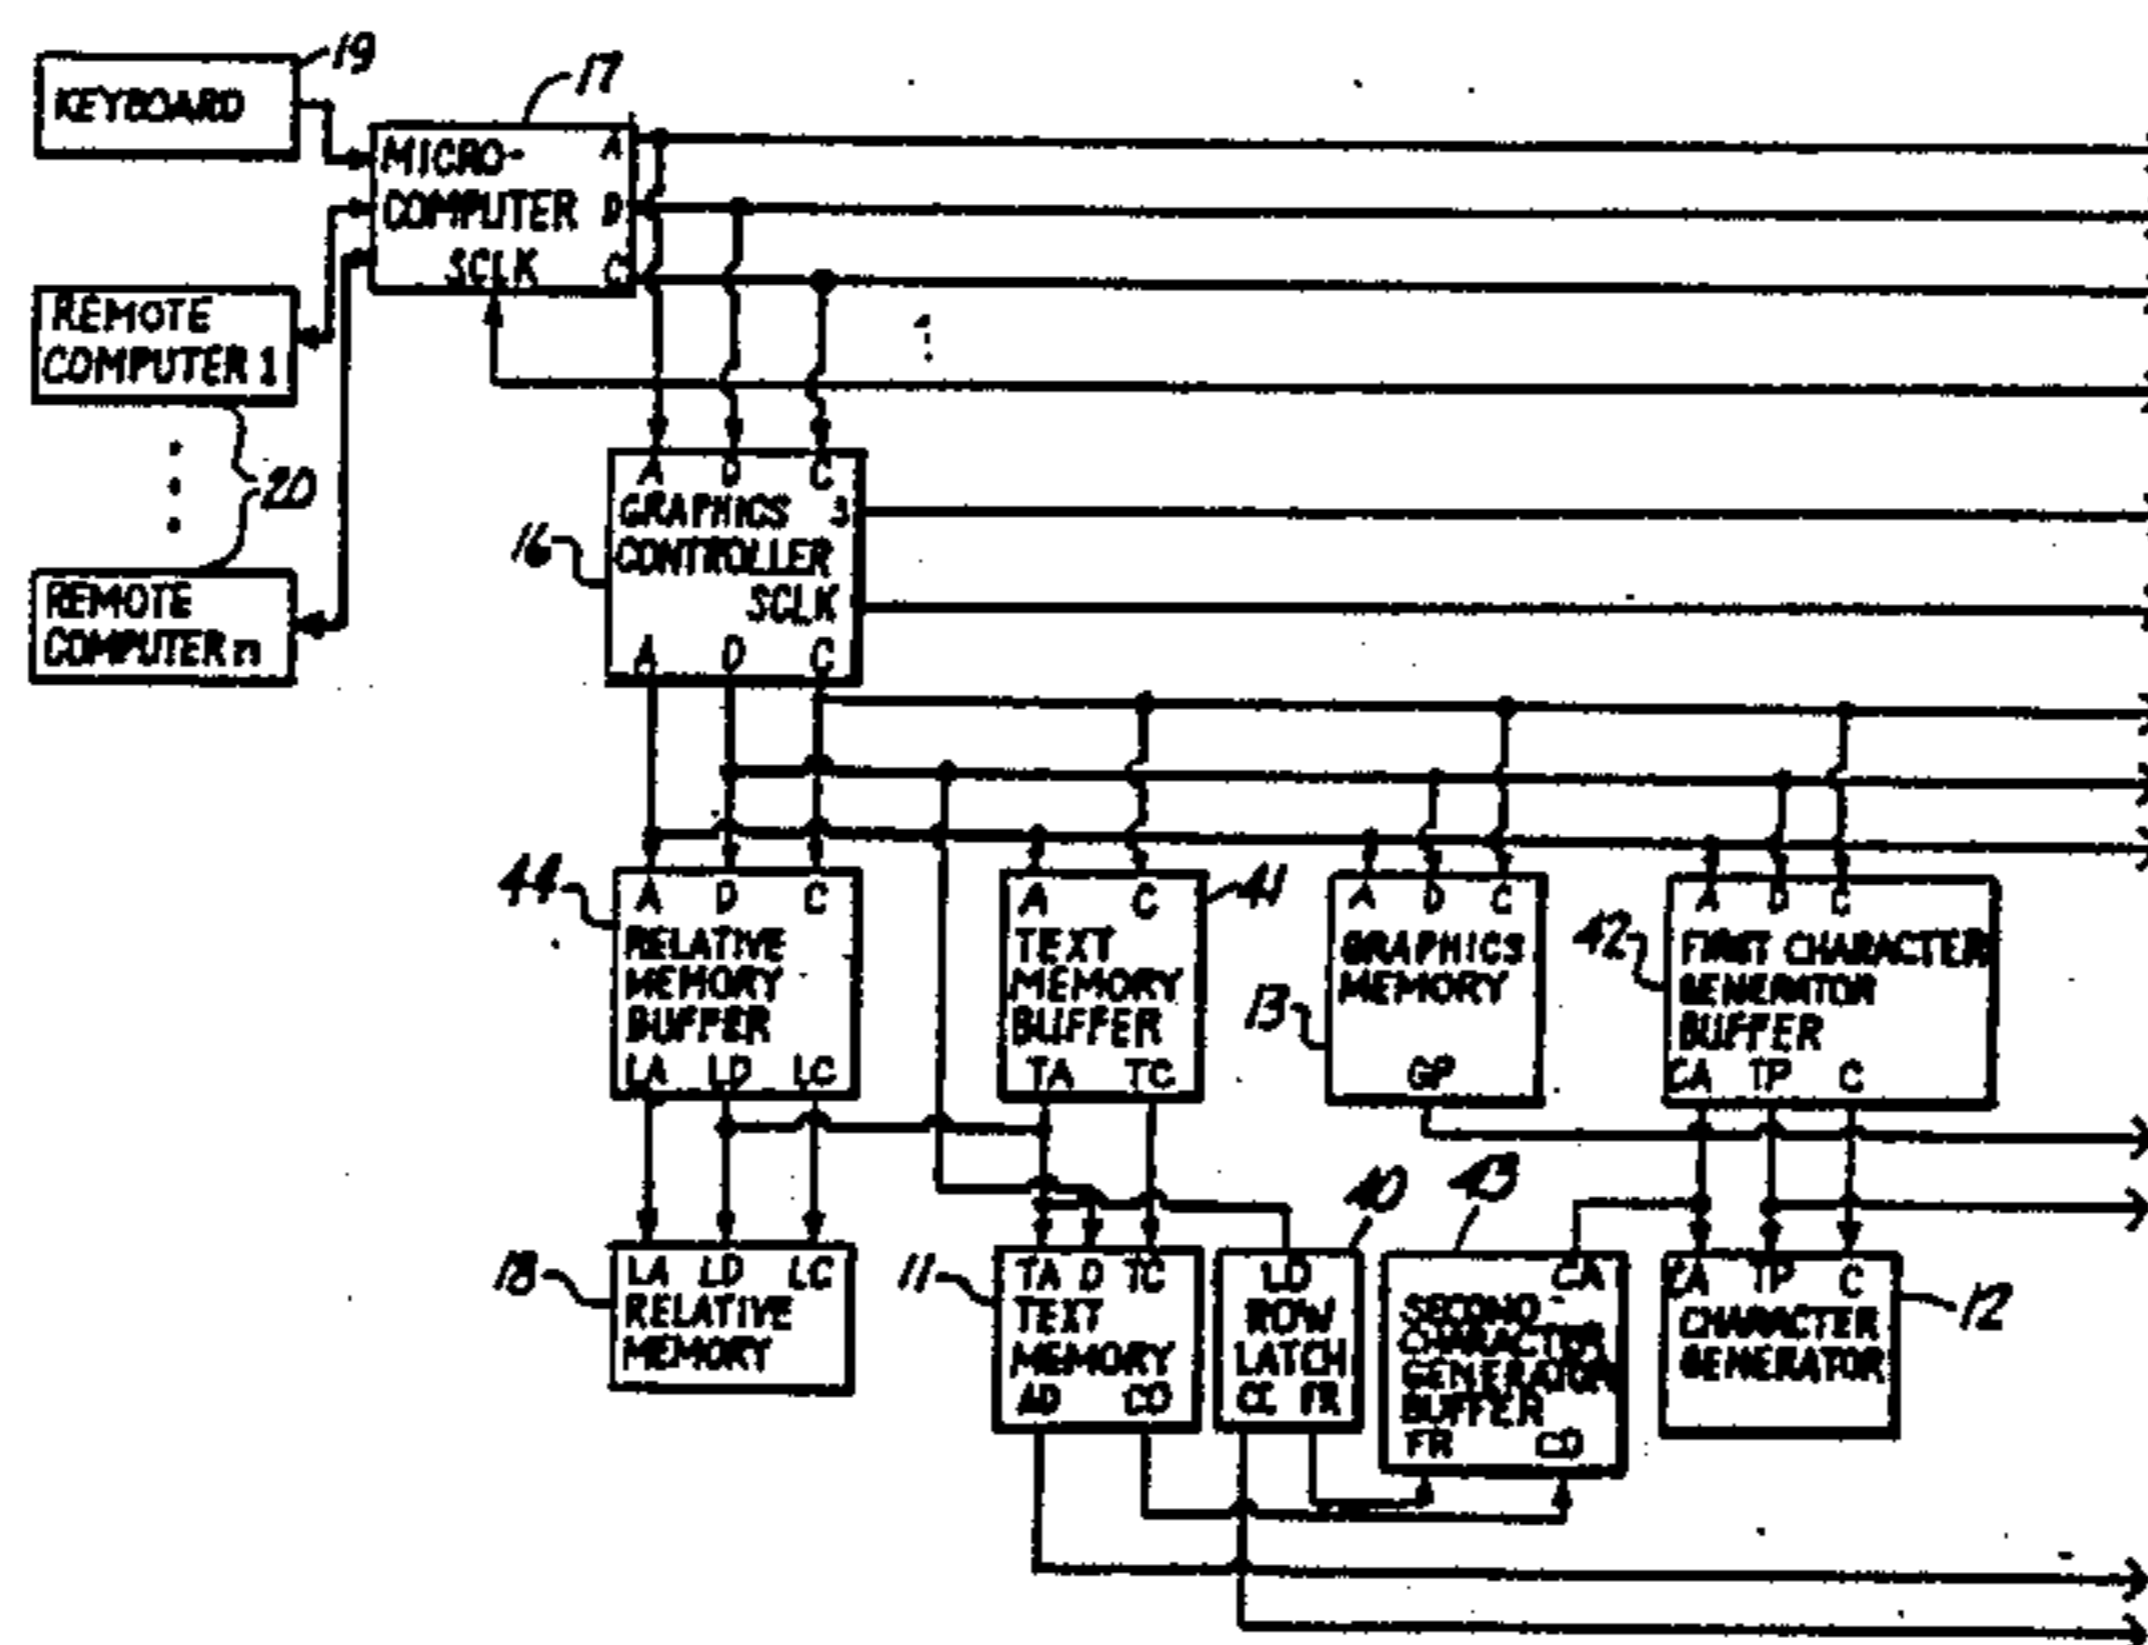 19
KEYBOARD
17
MICRO-
COMPUTER
SCLK
A
D
C
REMOTE
COMPUTER 1
20
REMOTE
COMPUTER n
A D C
GRAPHICS
CONTROLLER
SCLK
A D C
16
44
A D C
RELATIVE
MEMORY
BUFFER
LA LD LC
41
A C
TEXT
MEMORY
BUFFER
TA TC
13
A D C
GRAPHICS
MEMORY
GP
42
A D C
FIRST CHARACTER
GENERATOR
BUFFER
CA TP C
18
LA LD LC
RELATIVE
MEMORY
11
TA D TC
TEXT
MEMORY
AD CO
40
LD
ROW
LATCH
CC FR
43
CA
SECOND
CHARACTER
GENERATOR
BUFFER
FR CO
12
CA TP C
CHARACTER
GENERATOR